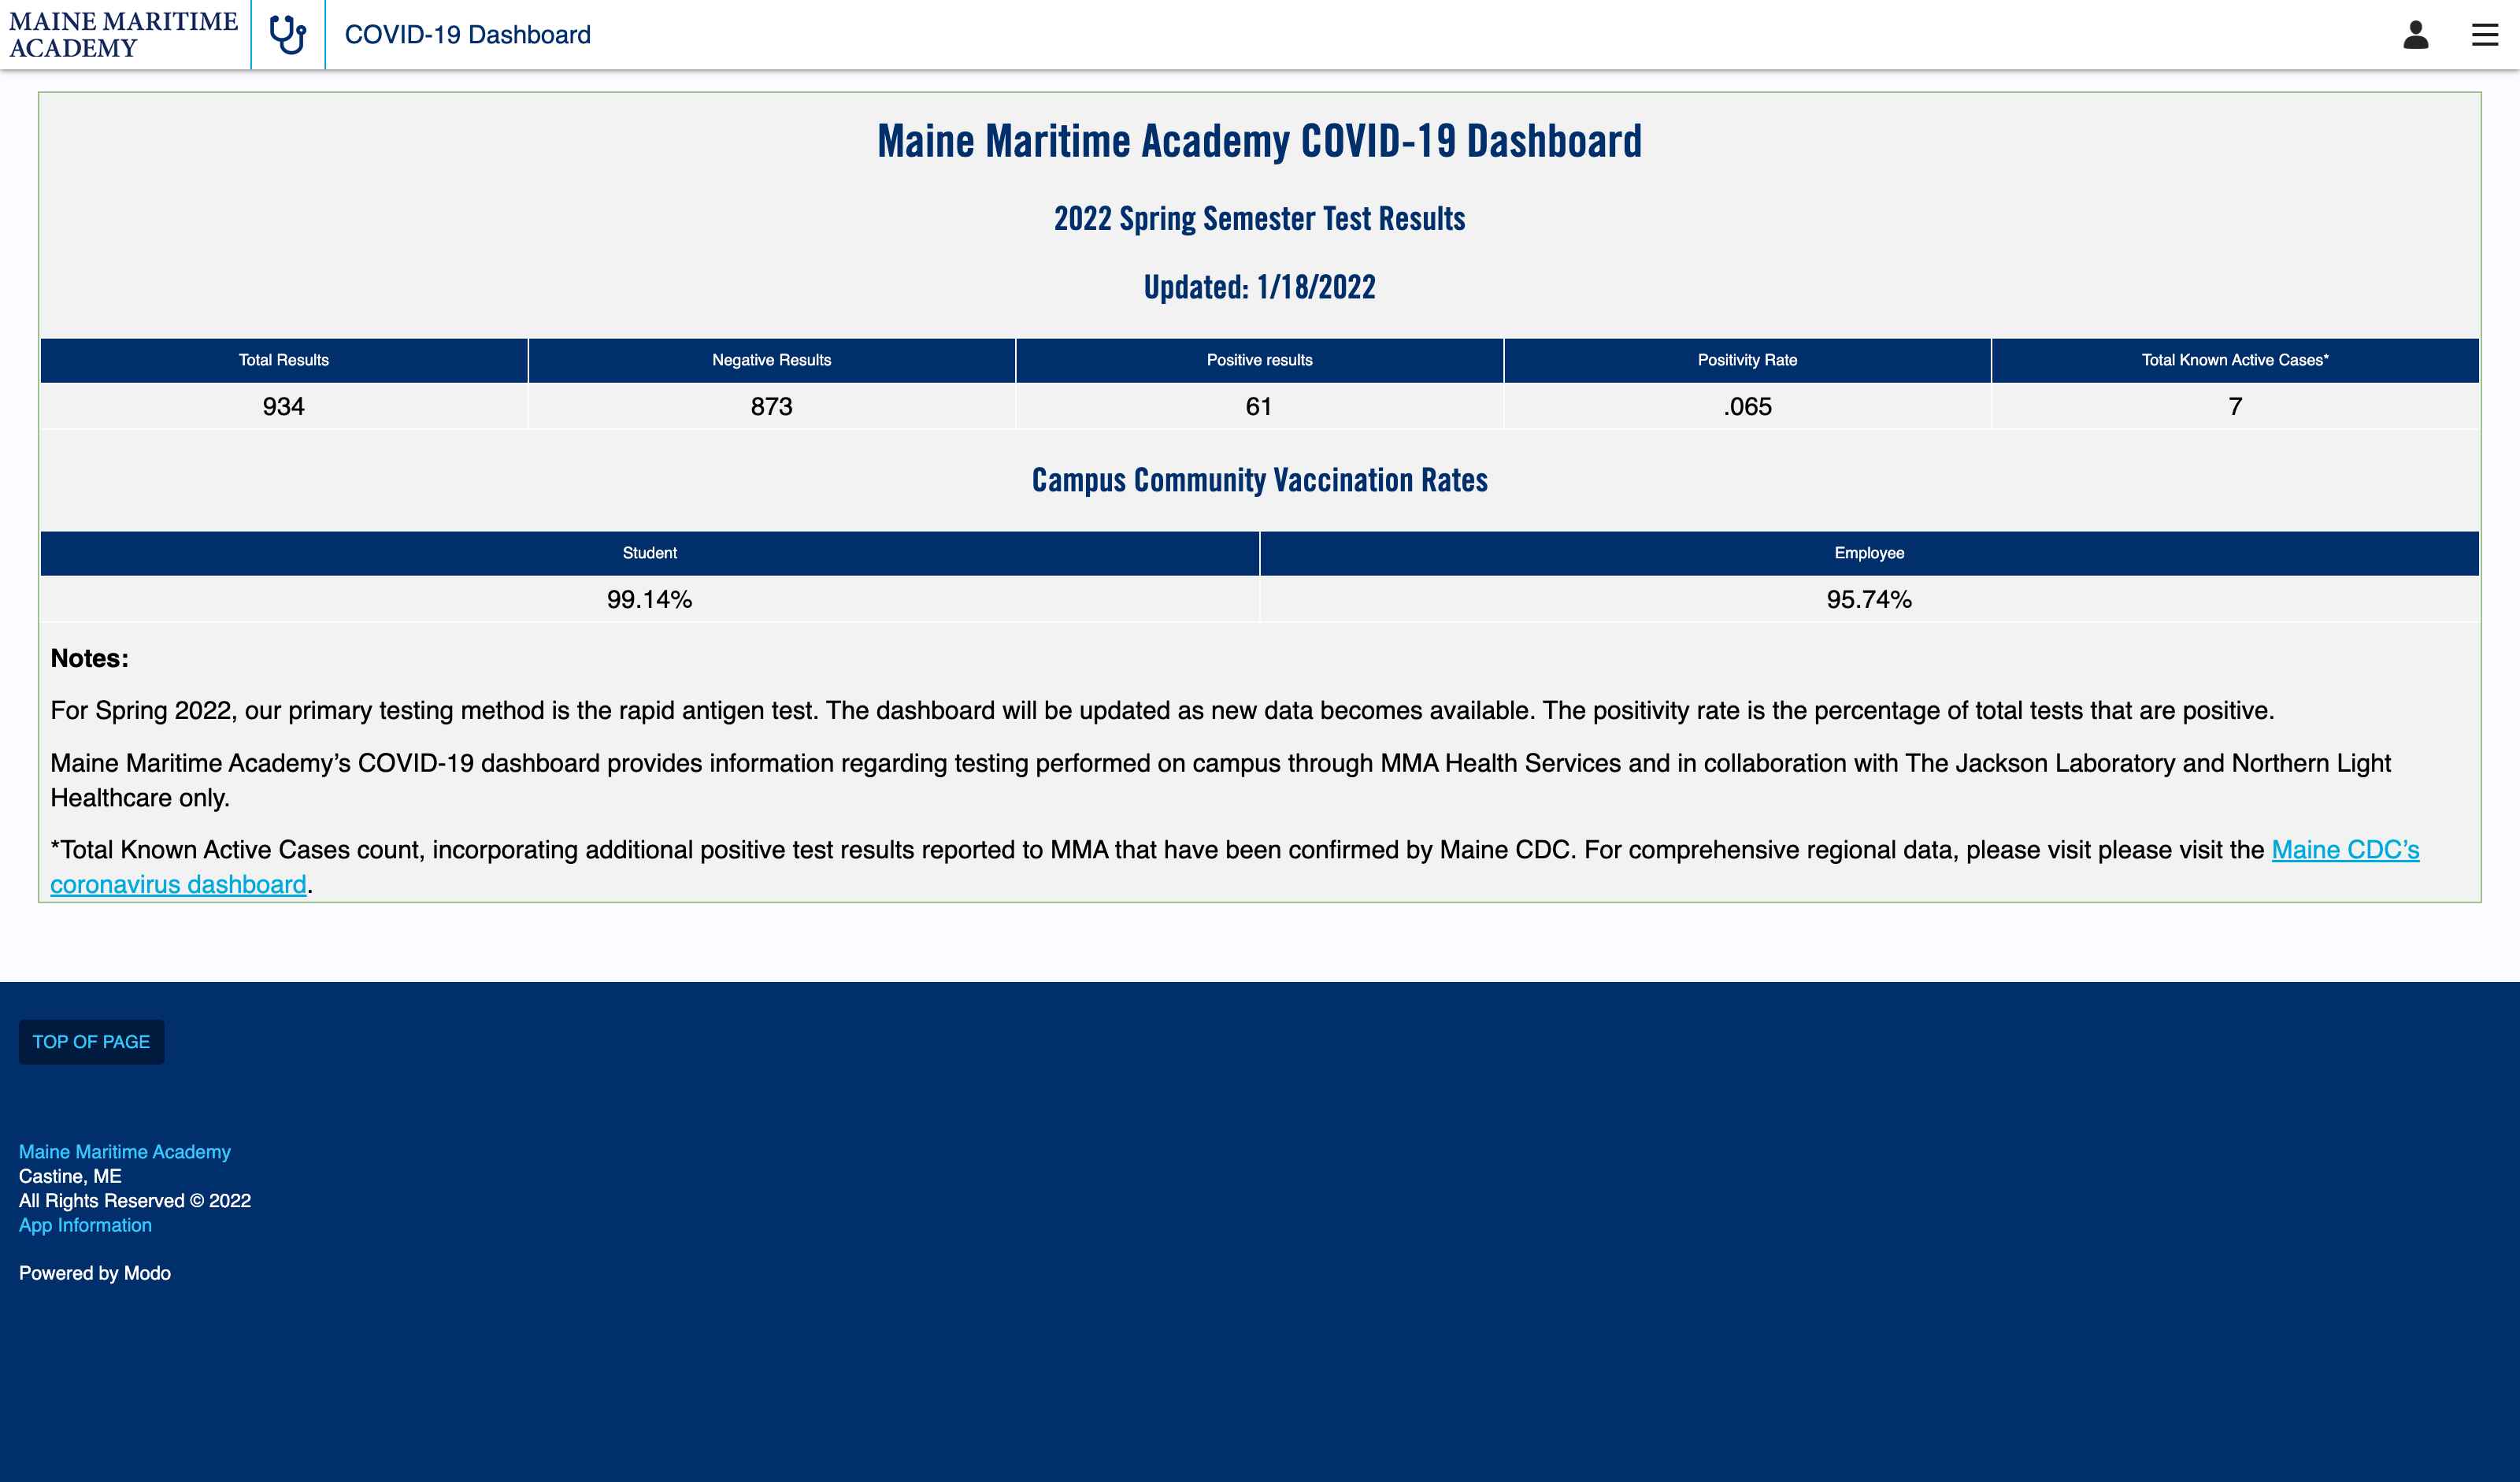 MAINE MARITIME
ACADEMY
COVID-19 Dashboard
Maine Maritime Academy COVID-19 Dashboard
2022 Spring Semester Test Results
Updated: 1/18/2022
Total Results Negative Results Positive results Positivity Rate Total Known Active Cases*
934 873 61 .065 7
Campus Community Vaccination Rates
Student Employee
99.14% 95.74%
Notes:
For Spring 2022, our primary testing method is the rapid antigen test. The dashboard will be updated as new data becomes available. The positivity rate is the percentage of total tests that are positive.
Maine Maritime Academy’s COVID-19 dashboard provides information regarding testing performed on campus through MMA Health Services and in collaboration with The Jackson Laboratory and Northern Light
Healthcare only.
*Total Known Active Cases count, incorporating additional positive test results reported to MMA that have been confirmed by Maine CDC. For comprehensive regional data, please visit please visit the Maine CDC’s
coronavirus dashboard.
TOP OF PAGE
Maine Maritime Academy
Castine, ME
All Rights Reserved © 2022
App Information
Powered by Modo